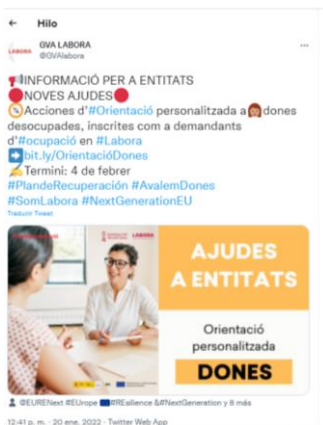 ← Hilo
GVA LABORA
@GVAlabora
INFORMACIÓ PER A ENTITATS
NOVES AJUDES
Acciones d'#Orientació personalitzada a dones
desocupades, inscrites com a demandants
d'#ocupació en #Labora
bit.ly/OrientacióDones
Termini: 4 de febrer
#PlandeRecuperación #AvalemDones
#SomLabora #NextGenerationEU
Traducir Tweet
LABORA
AJUDES
A ENTITATS
Orientació
personalitzada
DONES
@EURENext #EUrope #REsilience &#NextGeneration y 8 más
12:41 p. m. · 20 ene. 2022 · Twitter Web App